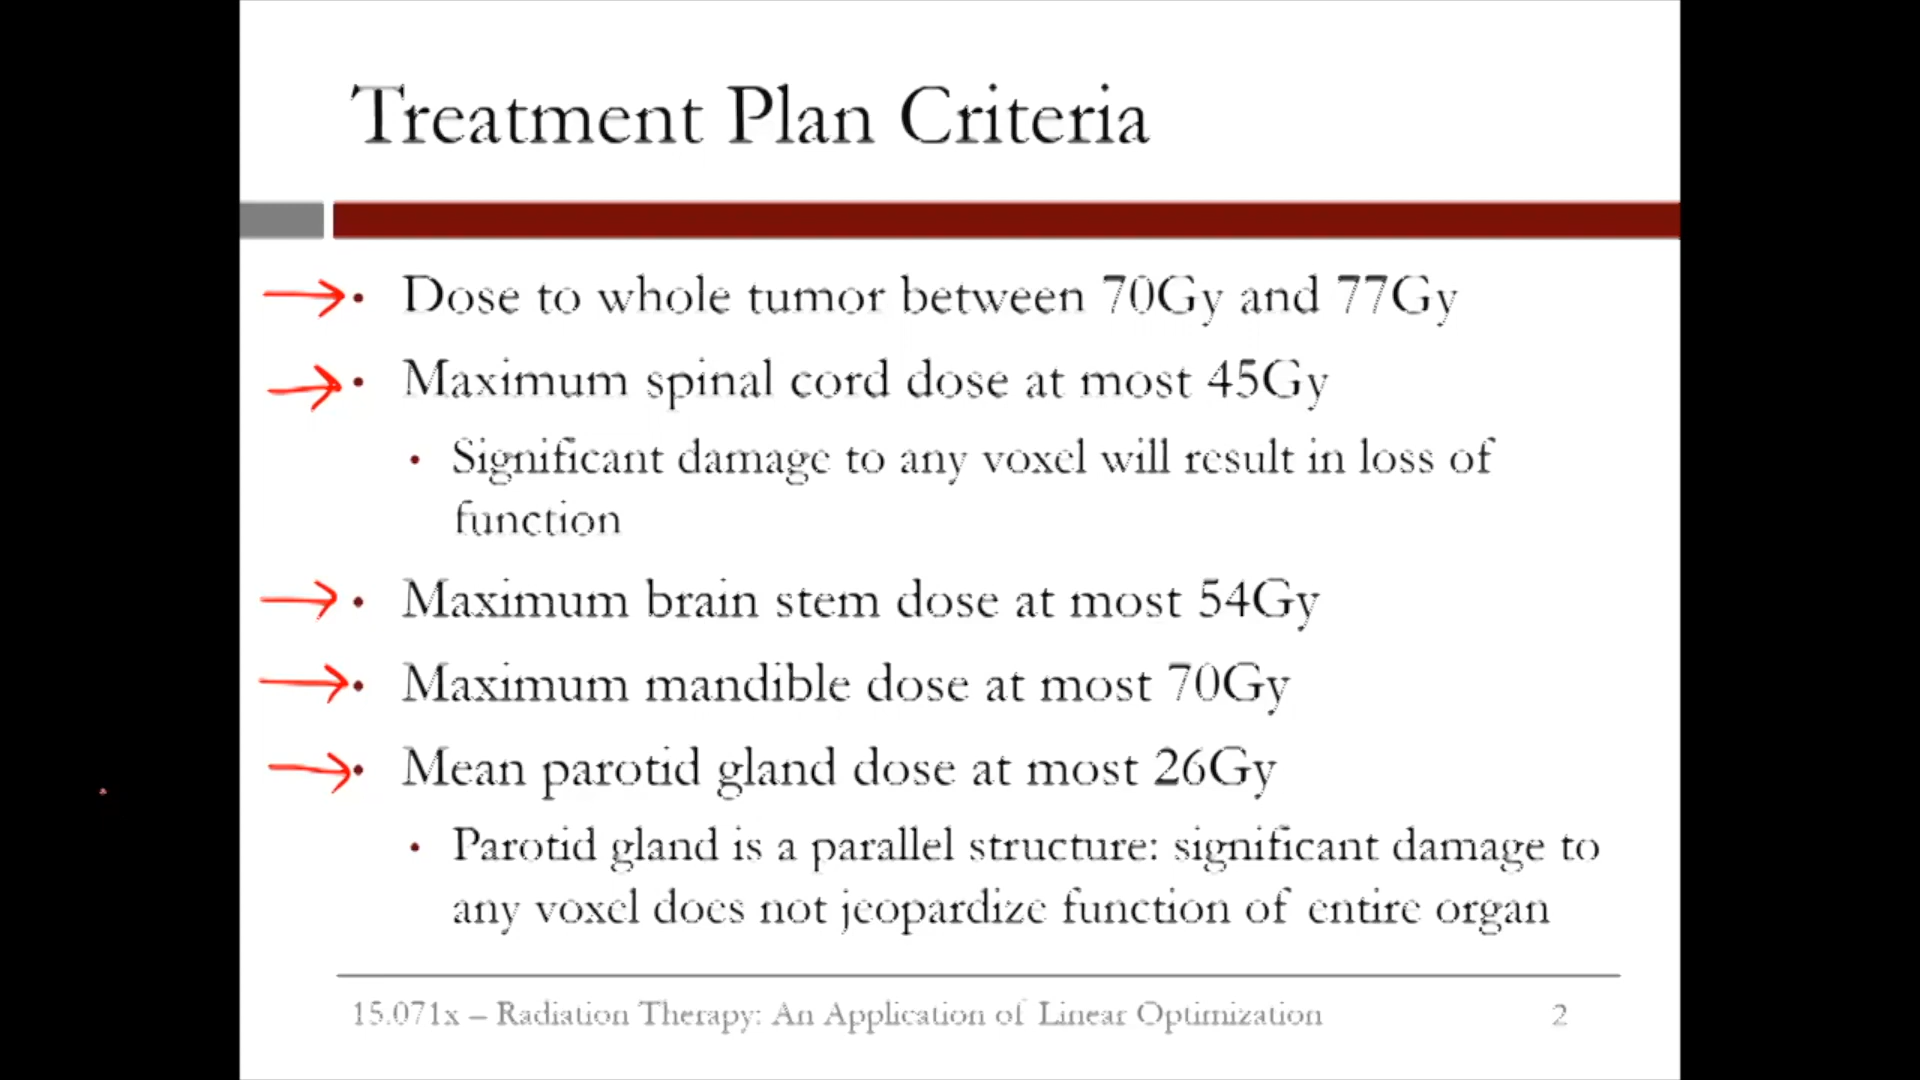 Treatment Plan Criteria
• Dose to whole tumor between 70Gy and 77Gy
• Maximum spinal cord dose at most 45Gy
• Significant damage to any voxel will result in loss of
function
• Maximum brain stem dose at most 54Gy
• Maximum mandible dose at most 70Gy
• Mean parotid gland dose at most 26Gy
• Parotid gland is a parallel structure: significant damage to
any voxel does not jeopardize function of entire organ
15.071x – Radiation Therapy: An Application of Linear Optimization 2